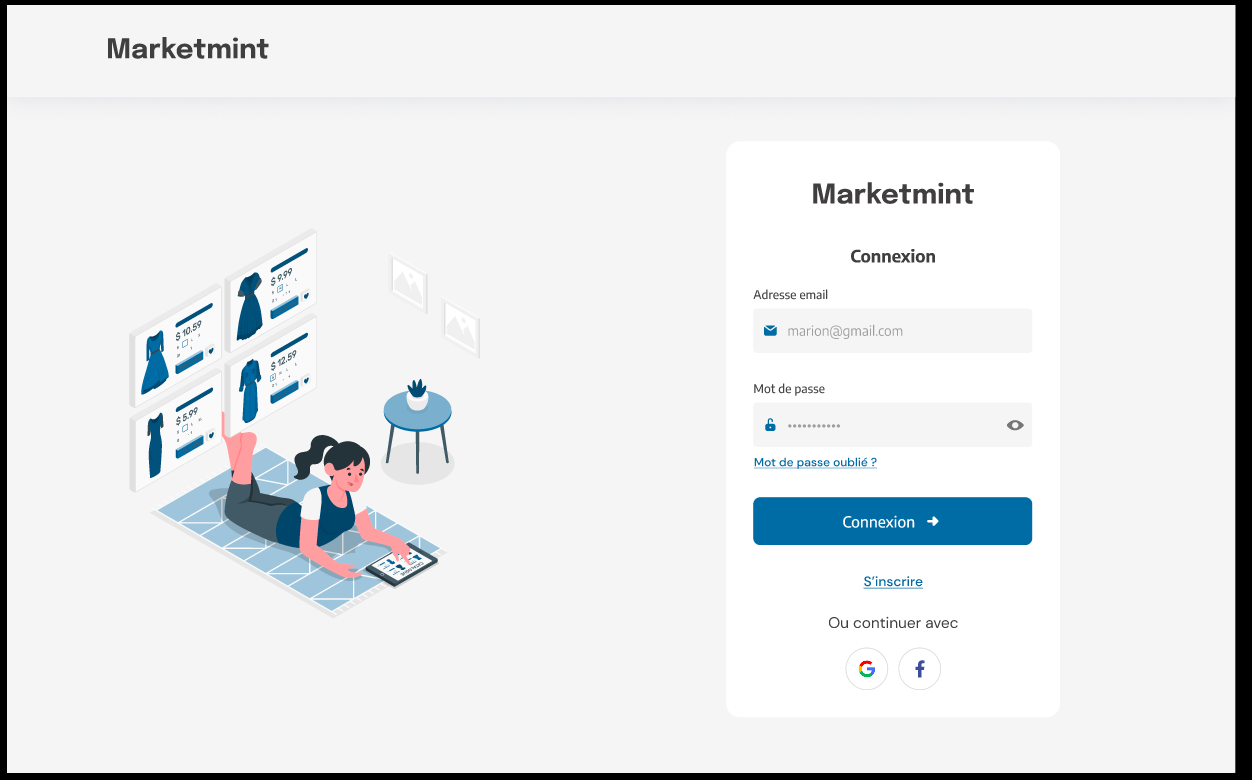 Marketmint
Marketmint
Connexion
Adresse email
marion@gmail.com
Mot de passe
•••••••••••
Mot de passe oublié ?
Connexion
S'inscrire
Ou continuer avec
$ 9.99
$ 10.59
$ 12.59
$ 5.99